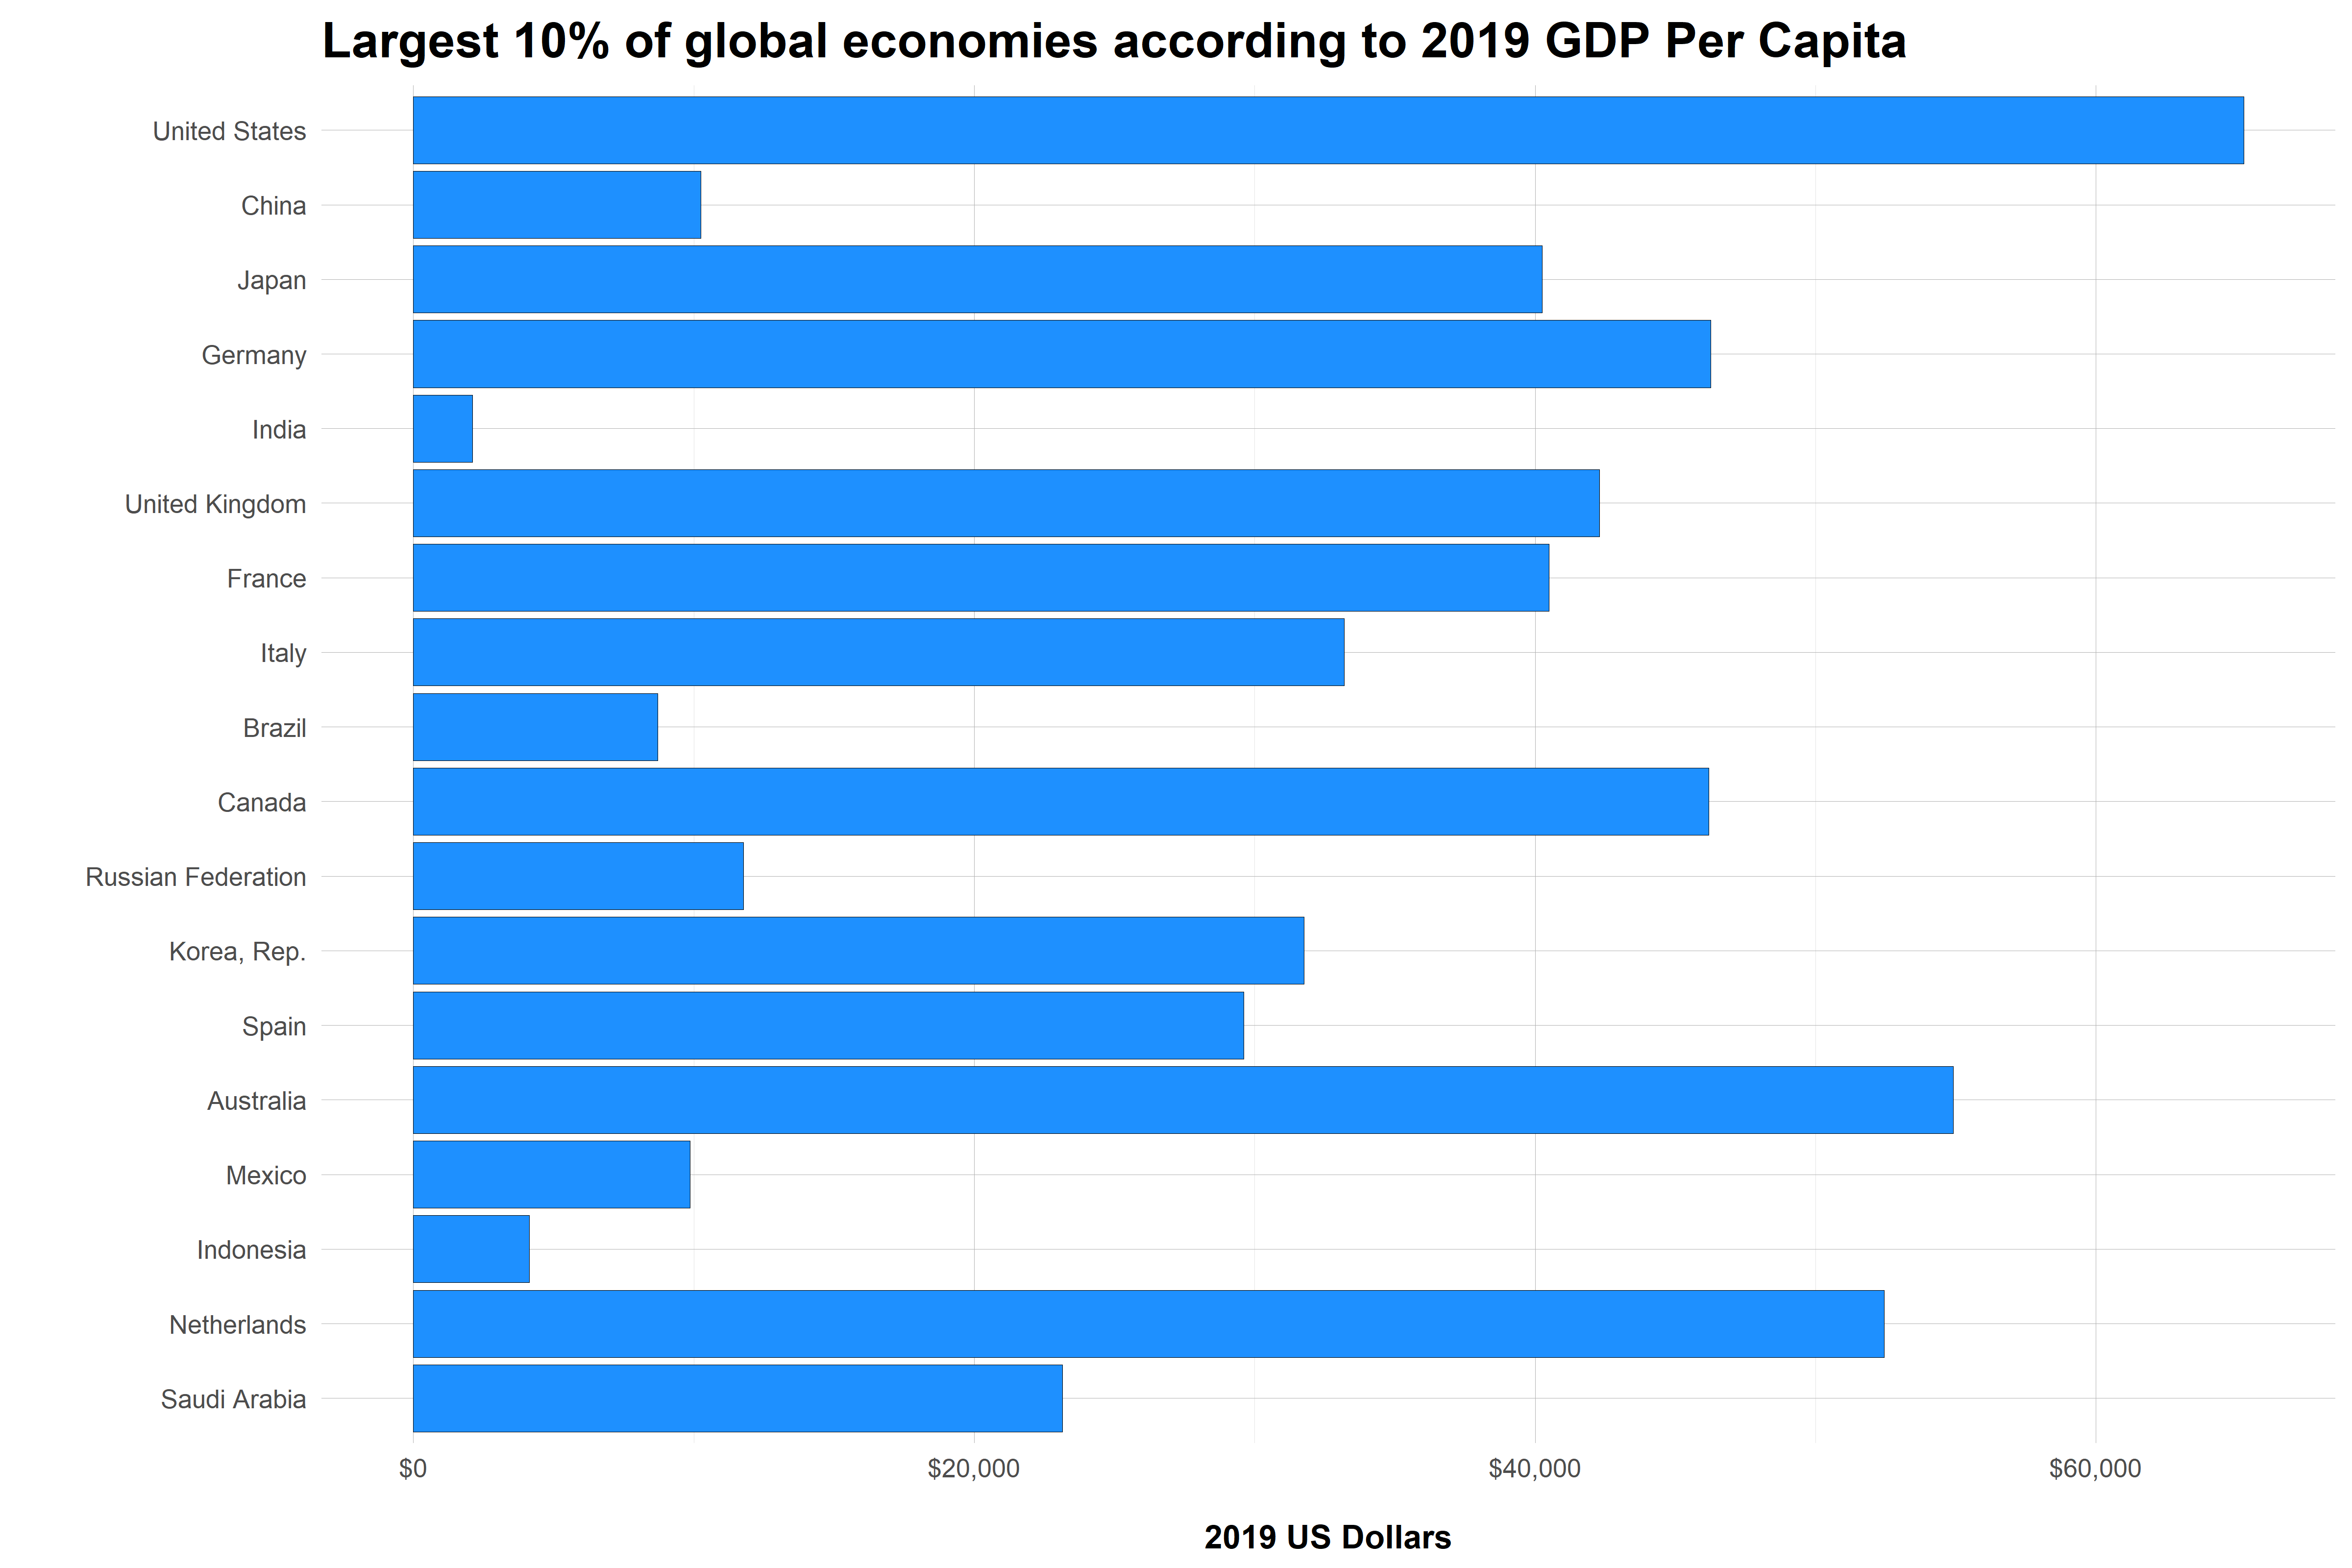 Largest 10% of global economies according to 2019 GDP Per Capita
United States
China
Japan
Germany
India
United Kingdom
France
Italy
Brazil
Canada
Russian Federation
Korea, Rep.
Spain
Australia
Mexico
Indonesia
Netherlands
Saudi Arabia
$0 $20,000 $40,000 $60,000
2019 US Dollars